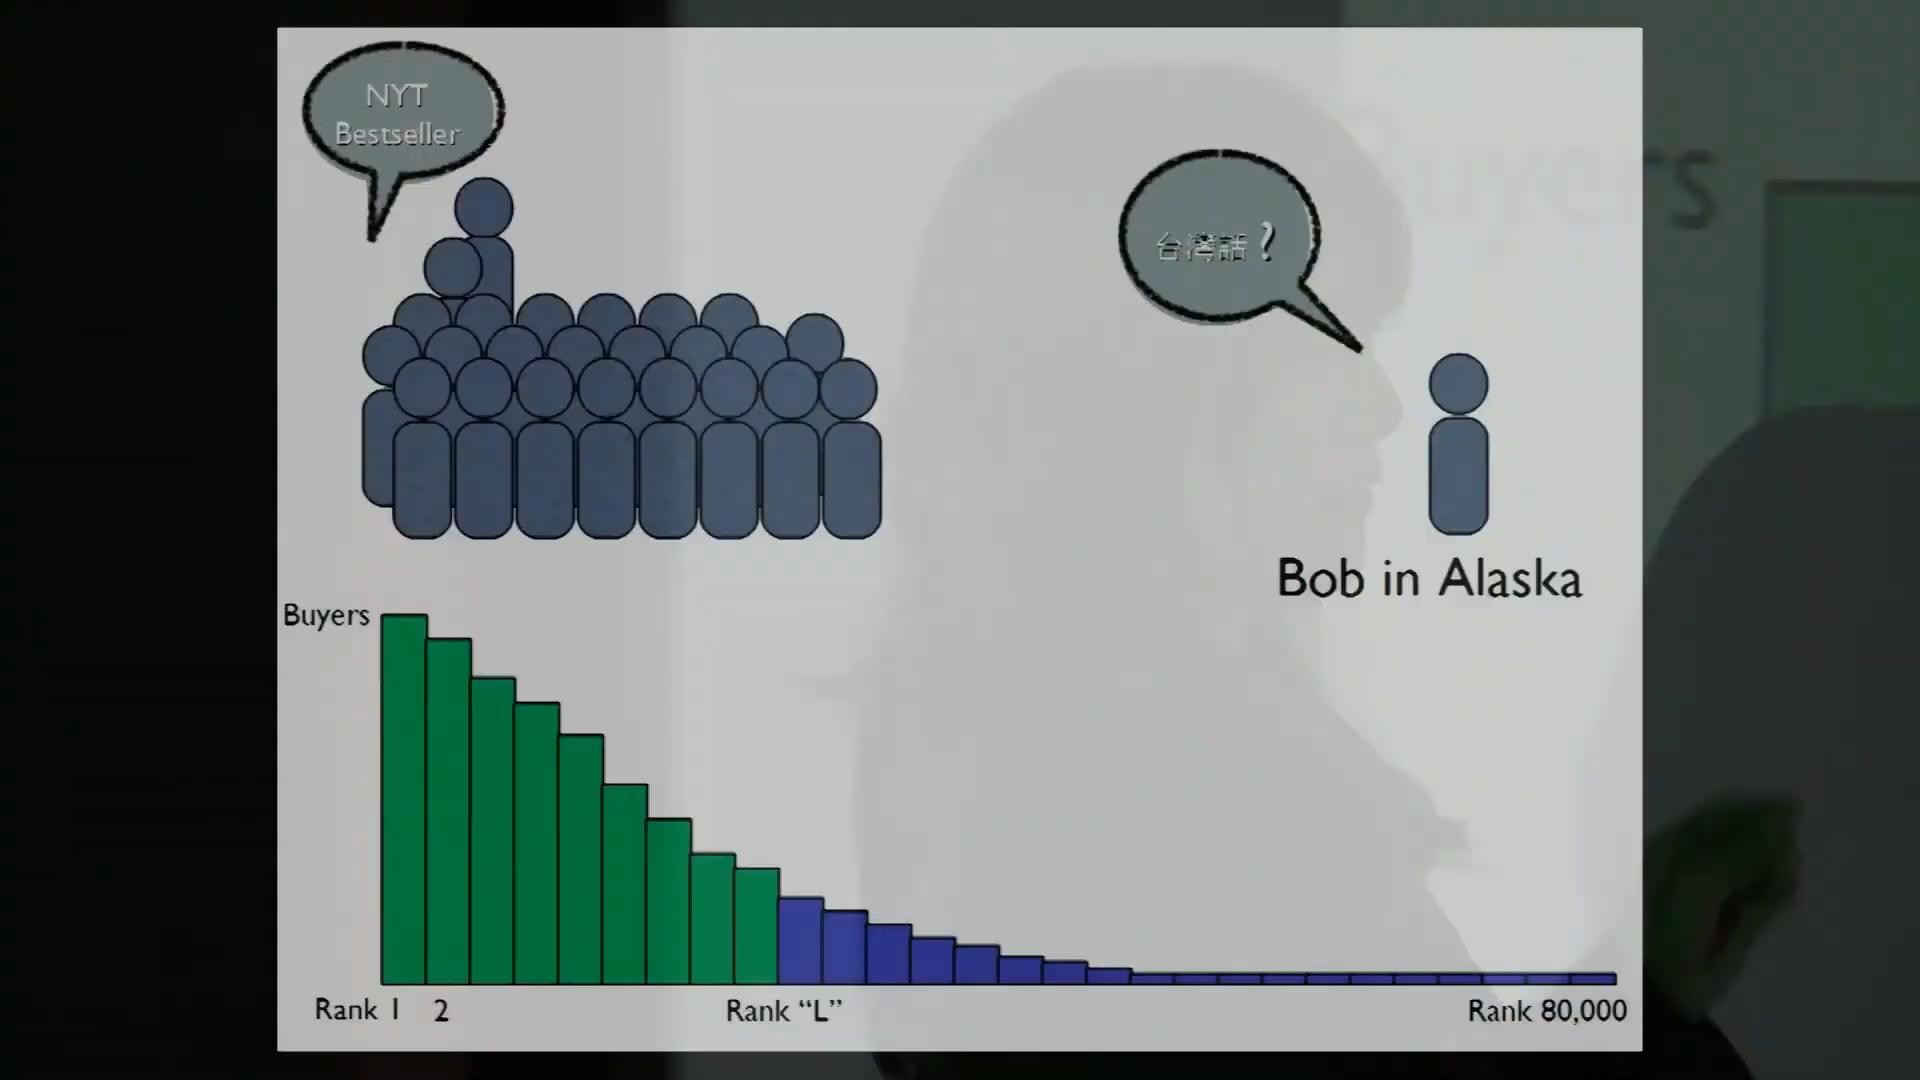 NYT
Bestseller
台灣話？
Bob in Alaska
Buyers
Rank 1
2
Rank “L”
Rank 80,000